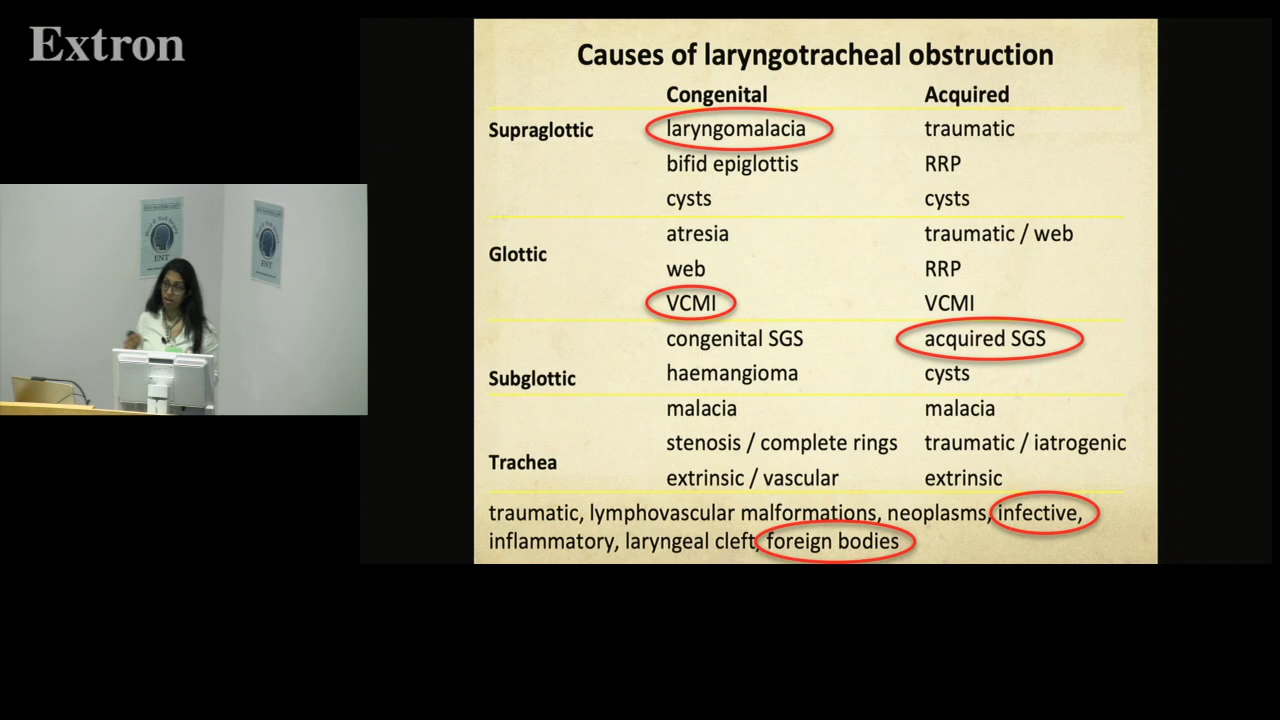 Extron
Causes of laryngotracheal obstruction
Congenital Acquired
Supraglottic laryngomalacia traumatic
bifid epiglottis RRP
cysts cysts
Glottic atresia traumatic / web
web RRP
VCMI VCMI
Subglottic congenital SGS acquired SGS
haemangioma cysts
Trachea malacia malacia
stenosis / complete rings traumatic / iatrogenic
extrinsic / vascular extrinsic
traumatic, lymphovascular malformations, neoplasms, infective,
inflammatory, laryngeal cleft, foreign bodies
ENT
ENT